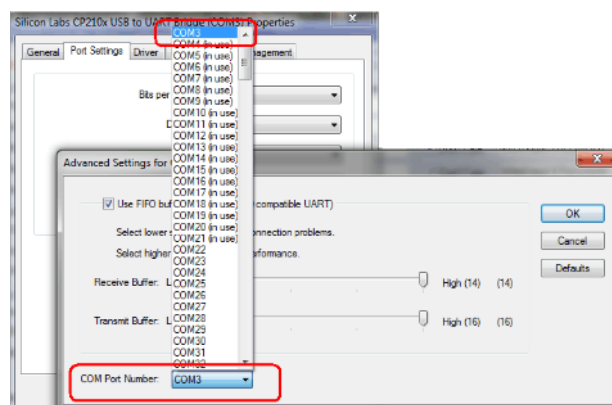 Silicon Labs CP210x USB to UART Bridge (COM3) Properties
General Port Settings Driver agement
Bits per
COM3
COM4 (in use)
COM5 (in use)
COM6 (in use)
COM7 (in use)
COM8 (in use)
COM9 (in use)
COM10 (in use)
COM11 (in use)
COM12 (in use)
COM13 (in use)
COM14 (in use)
COM15 (in use)
COM16 (in use)
COM17 (in use)
COM18 (in use)
COM19 (in use)
COM20 (in use)
COM21 (in use)
COM22
COM23
COM24
COM25
COM26
COM27
COM28
COM29
COM30
COM31
COM32
Advanced Settings for
Use FIFO buf compatible UART)
Select lower s onnection problems.
Select higher rformance.
Receive Buffer: L High (14) (14)
Transmit Buffer: L High (16) (16)
COM Port Number: COM3
OK
Cancel
Defaults